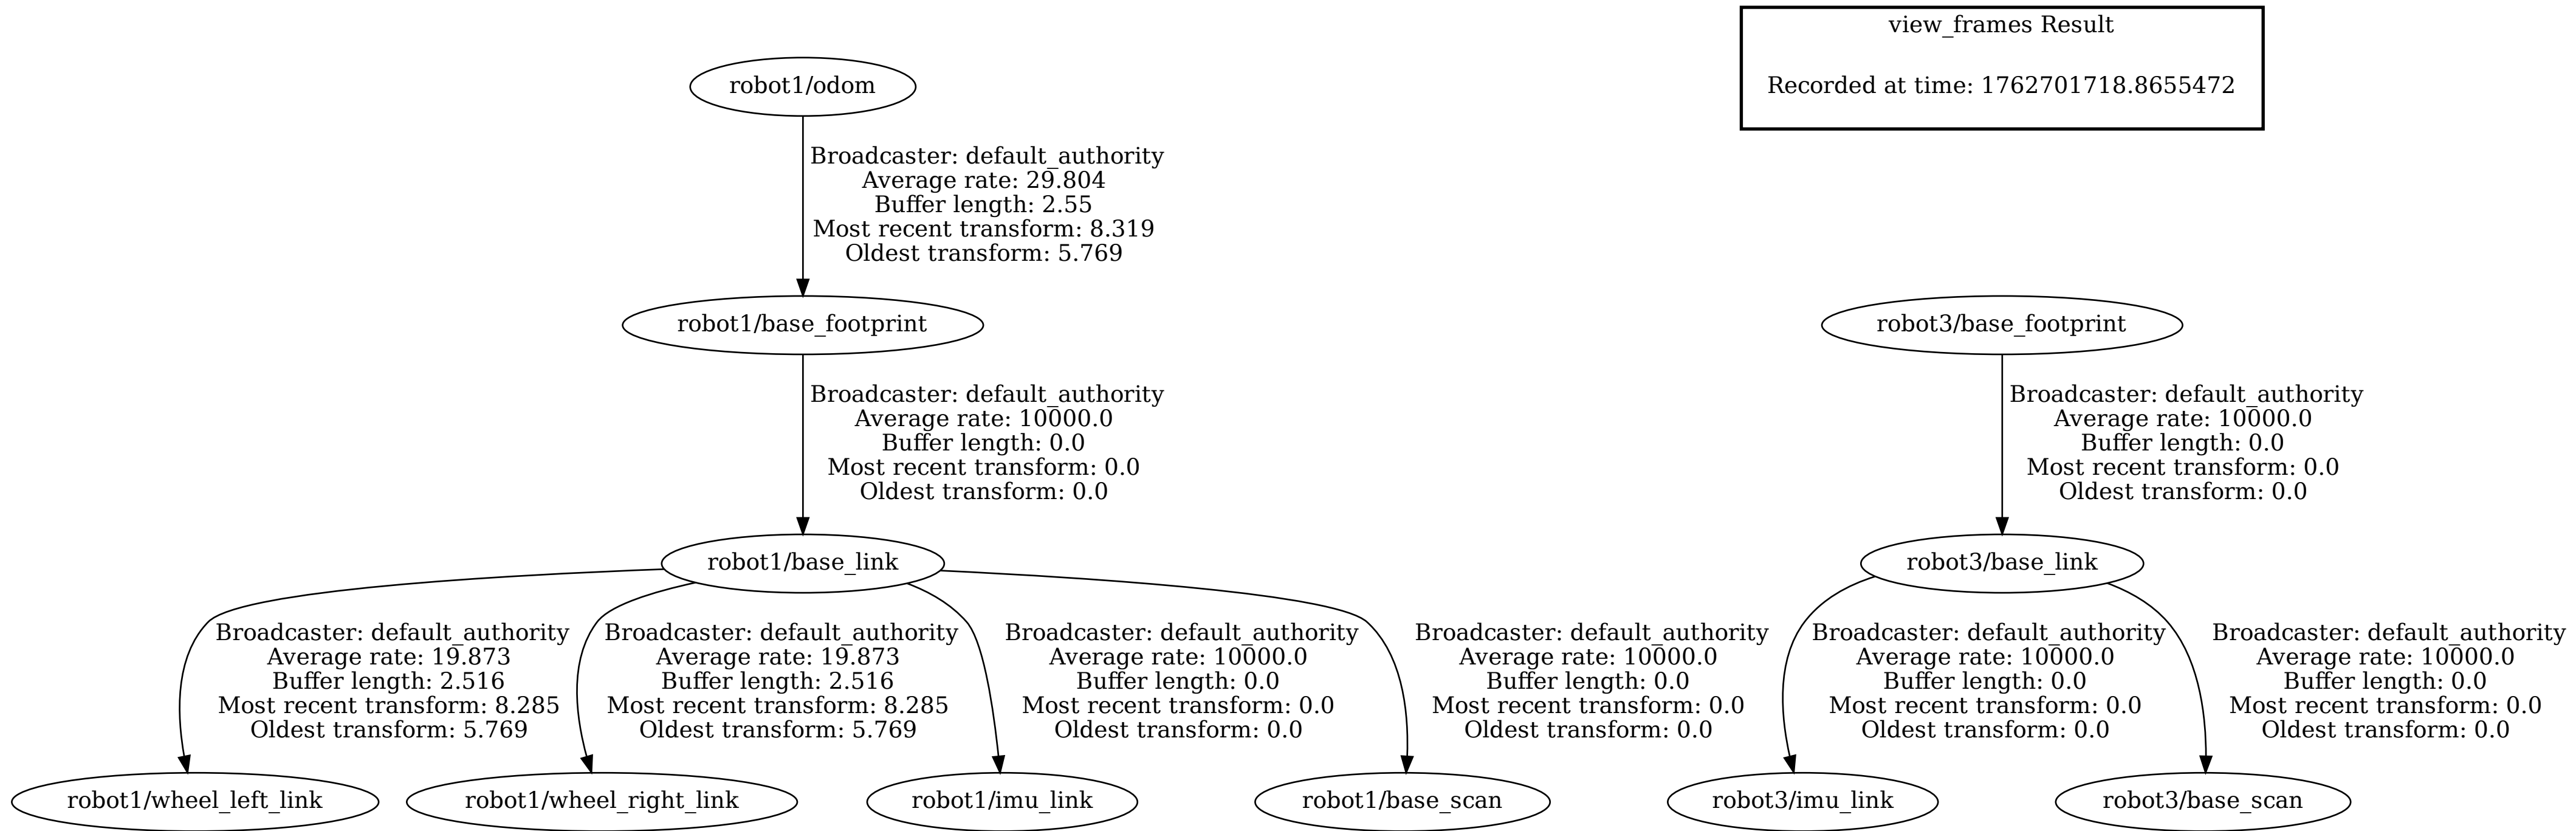 view_frames Result
Recorded at time: 1762701718.8655472
robot1/odom
Broadcaster: default_authority
Average rate: 29.804
Buffer length: 2.55
Most recent transform: 8.319
Oldest transform: 5.769
robot1/base_footprint
robot3/base_footprint
Broadcaster: default_authority
Average rate: 10000.0
Buffer length: 0.0
Most recent transform: 0.0
Oldest transform: 0.0
Broadcaster: default_authority
Average rate: 10000.0
Buffer length: 0.0
Most recent transform: 0.0
Oldest transform: 0.0
robot1/base_link
robot3/base_link
Broadcaster: default_authority
Average rate: 19.873
Buffer length: 2.516
Most recent transform: 8.285
Oldest transform: 5.769
Broadcaster: default_authority
Average rate: 19.873
Buffer length: 2.516
Most recent transform: 8.285
Oldest transform: 5.769
Broadcaster: default_authority
Average rate: 10000.0
Buffer length: 0.0
Most recent transform: 0.0
Oldest transform: 0.0
Broadcaster: default_authority
Average rate: 10000.0
Buffer length: 0.0
Most recent transform: 0.0
Oldest transform: 0.0
Broadcaster: default_authority
Average rate: 10000.0
Buffer length: 0.0
Most recent transform: 0.0
Oldest transform: 0.0
Broadcaster: default_authority
Average rate: 10000.0
Buffer length: 0.0
Most recent transform: 0.0
Oldest transform: 0.0
robot1/wheel_left_link
robot1/wheel_right_link
robot1/imu_link
robot1/base_scan
robot3/imu_link
robot3/base_scan